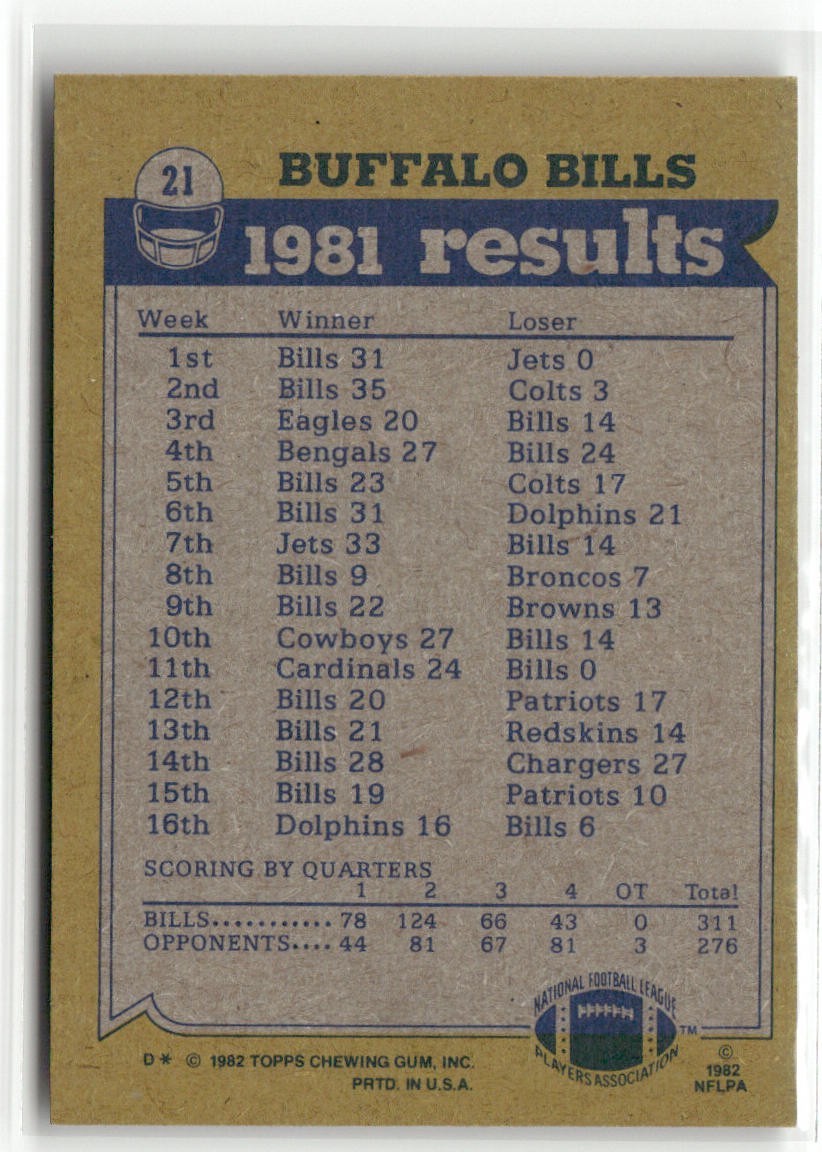 21
BUFFALO BILLS
1981 results
Week Winner Loser
1st Bills 31 Jets 0
2nd Bills 35 Colts 3
3rd Eagles 20 Bills 14
4th Bengals 27 Bills 24
5th Bills 23 Colts 17
6th Bills 31 Dolphins 21
7th Jets 33 Bills 14
8th Bills 9 Broncos 7
9th Bills 22 Browns 13
10th Cowboys 27 Bills 14
11th Cardinals 24 Bills 0
12th Bills 20 Patriots 17
13th Bills 21 Redskins 14
14th Bills 28 Chargers 27
15th Bills 19 Patriots 10
16th Dolphins 16 Bills 6
SCORING BY QUARTERS
1 2 3 4 OT Total
BILLS........... 78 124 66 43 0 311
OPPONENTS.... 44 81 67 81 3 276
NATIONAL FOOTBALL LEAGUE
PLAYERS ASSOCIATION
™
D * © 1982 TOPPS CHEWING GUM, INC.
PRTD. IN U.S.A.
©
1982
NFLPA